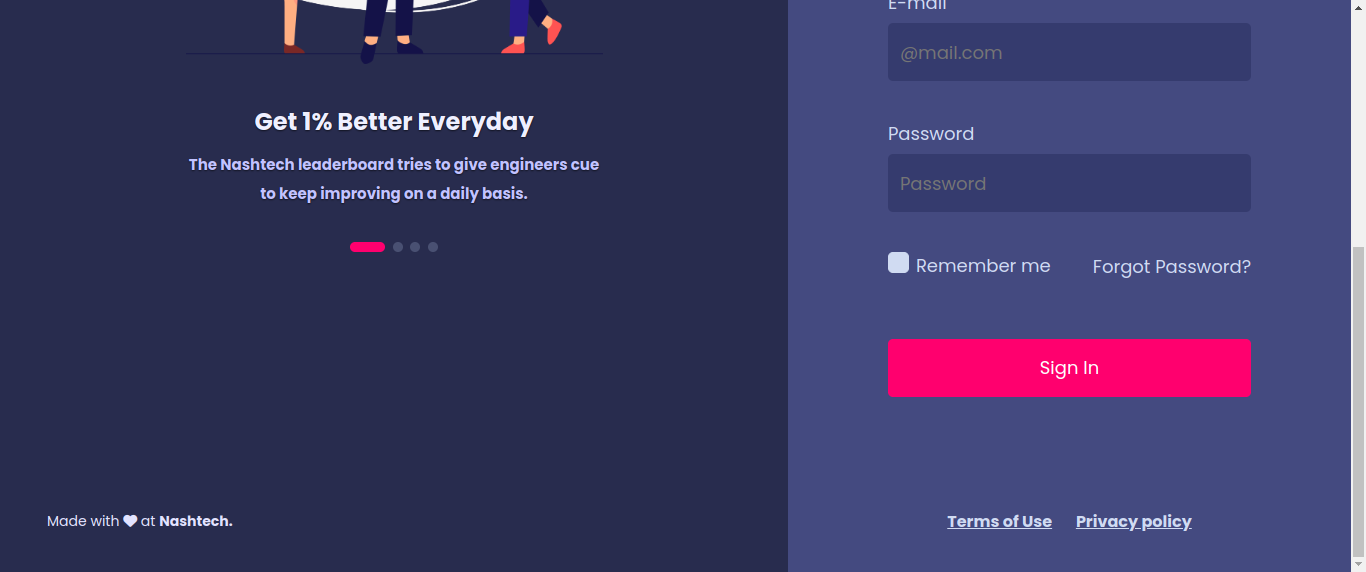 Get 1% Better Everyday
The Nashtech leaderboard tries to give engineers cue
to keep improving on a daily basis.
Made with at Nashtech.
E-mail
@mail.com
Password
Password
Remember me
Forgot Password?
Sign In
Terms of Use
Privacy policy